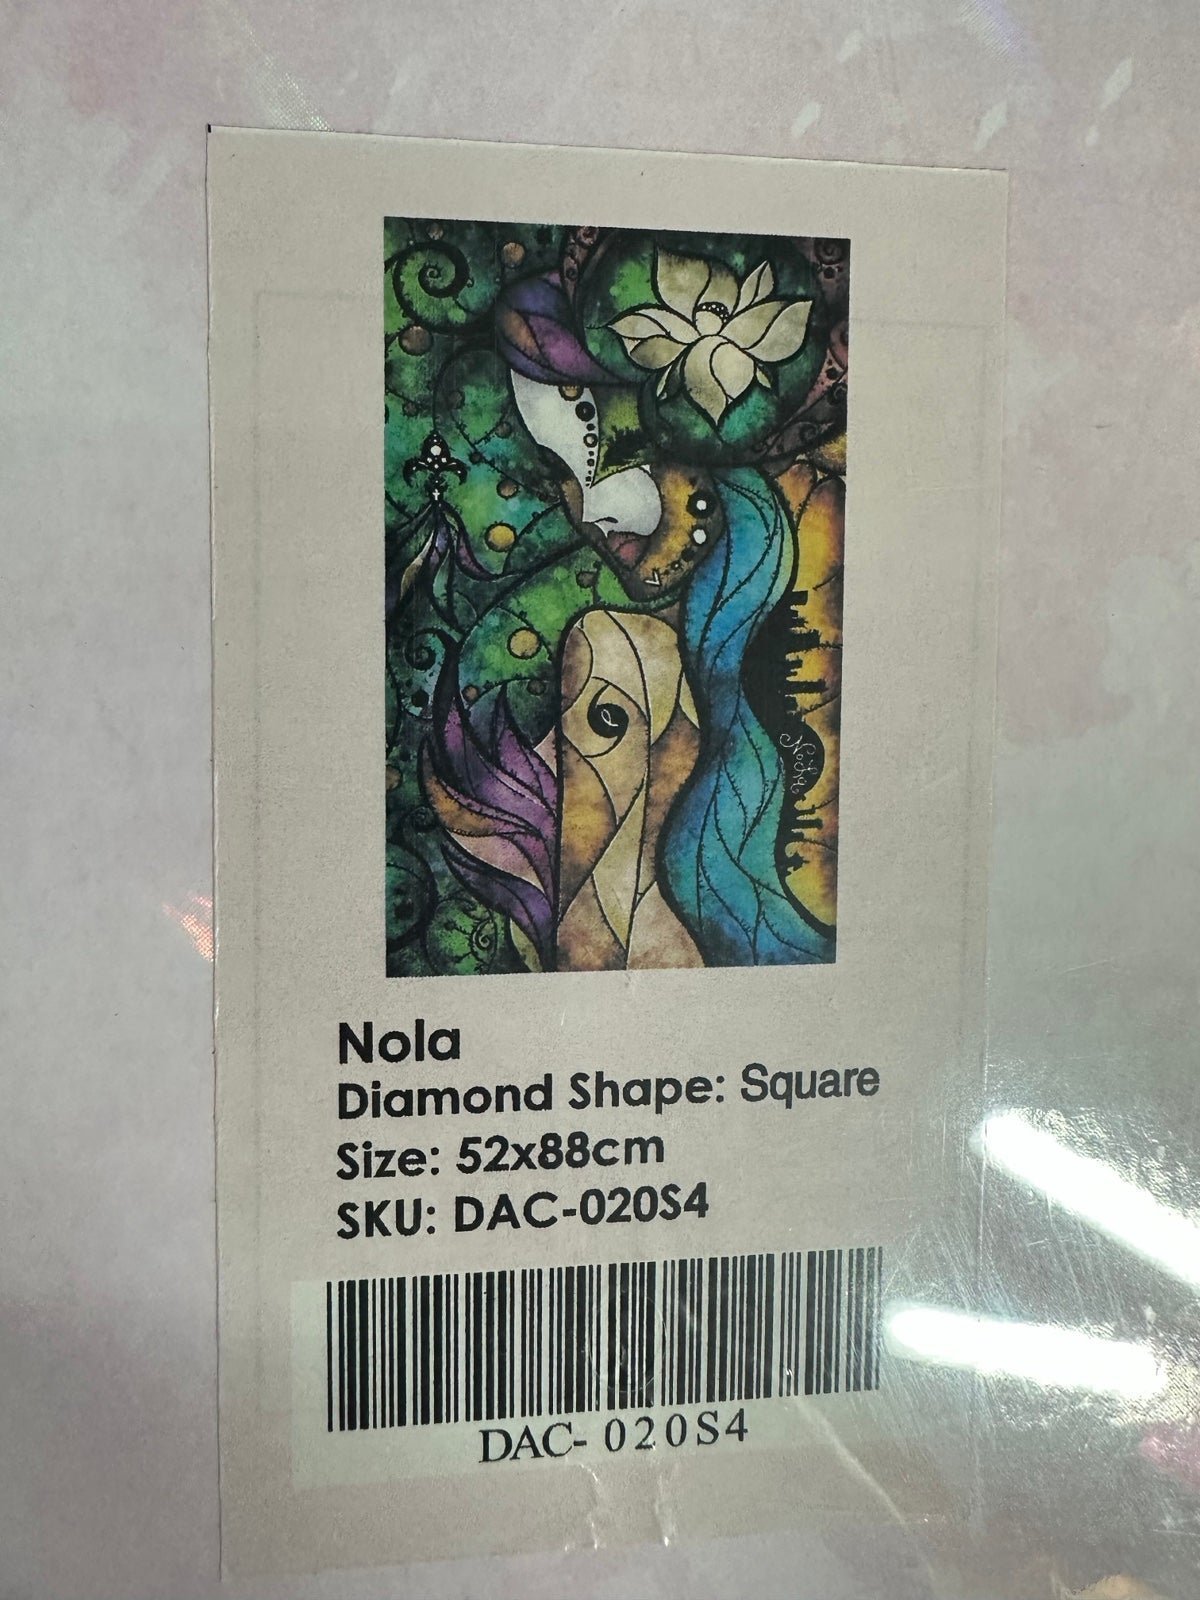 Nola
Diamond Shape: Square
Size: 52x88cm
SKU: DAC-020S4
DAC- 020S4